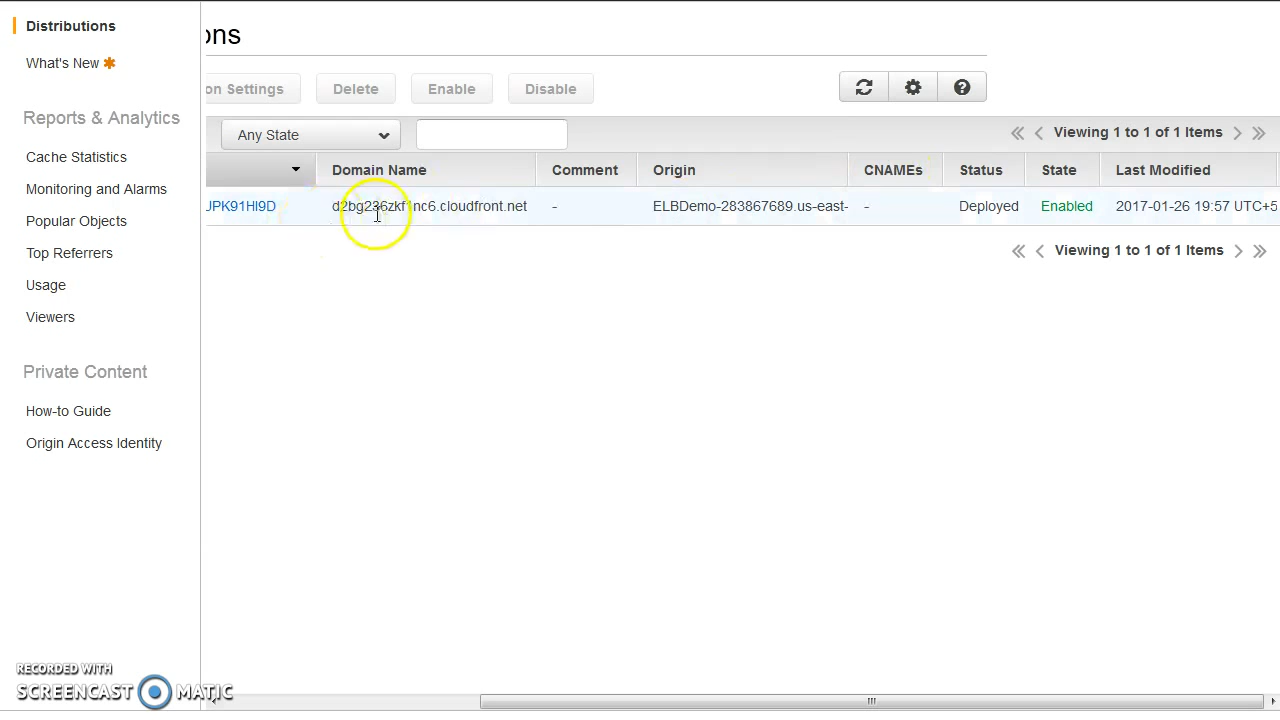 Distributions
ons
What's New
on Settings Delete Enable Disable
Reports & Analytics
Any State
Viewing 1 to 1 of 1 Items
Cache Statistics
Domain Name Comment Origin CNAMEs Status State Last Modified
Monitoring and Alarms
JPK91HI9D d2bg236zkf1nc6.cloudfront.net - ELBDemo-283867689.us-east- - Deployed Enabled 2017-01-26 19:57 UTC+5
Popular Objects
Viewing 1 to 1 of 1 Items
Top Referrers
Usage
Viewers
Private Content
How-to Guide
Origin Access Identity
RECORDED WITH
SCREENCAST MATIC